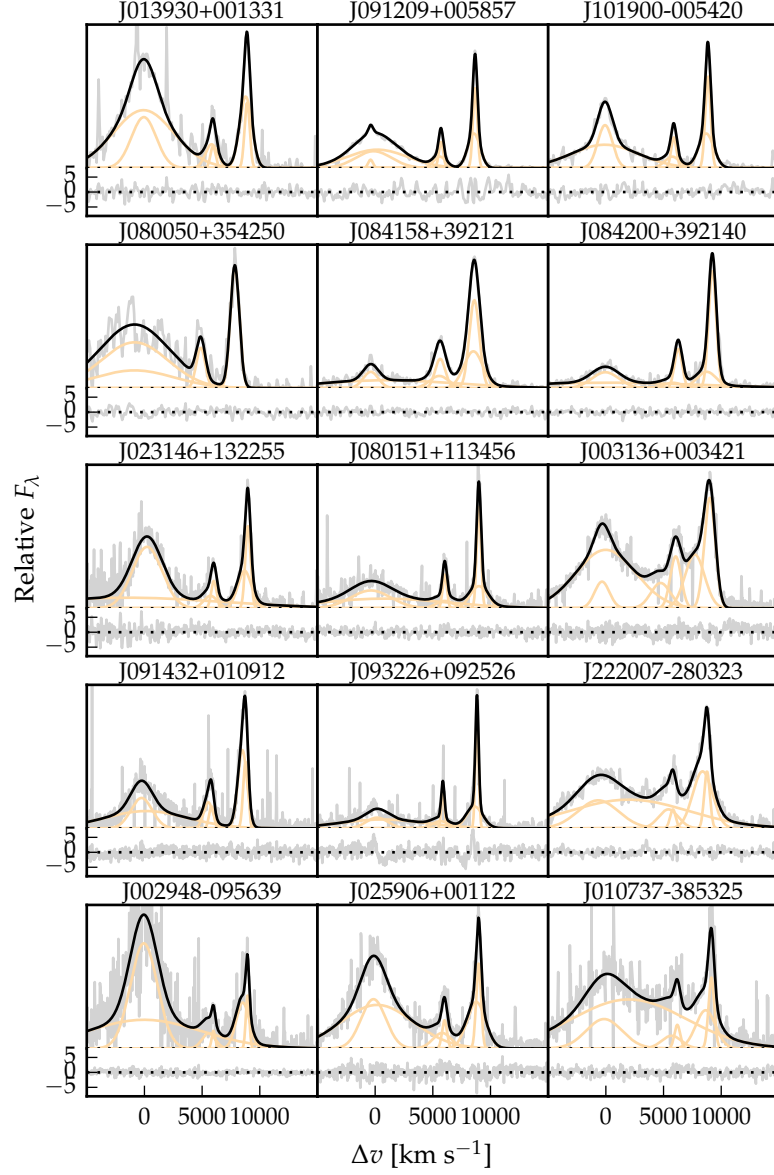 J013930+001331 J091209+005857 J101900-005420
5
0
−5
J080050+354250 J084158+392121 J084200+392140
5
0
−5
J023146+132255 J080151+113456 J003136+003421
5
0
−5
J091432+010912 J093226+092526 J222007-280323
5
0
−5
J002948-095639 J025906+001122 J010737-385325
5
0
−5
0 5000 10000 0 5000 10000 0 5000 10000
Δv [km s⁻¹]
Relative Fλ